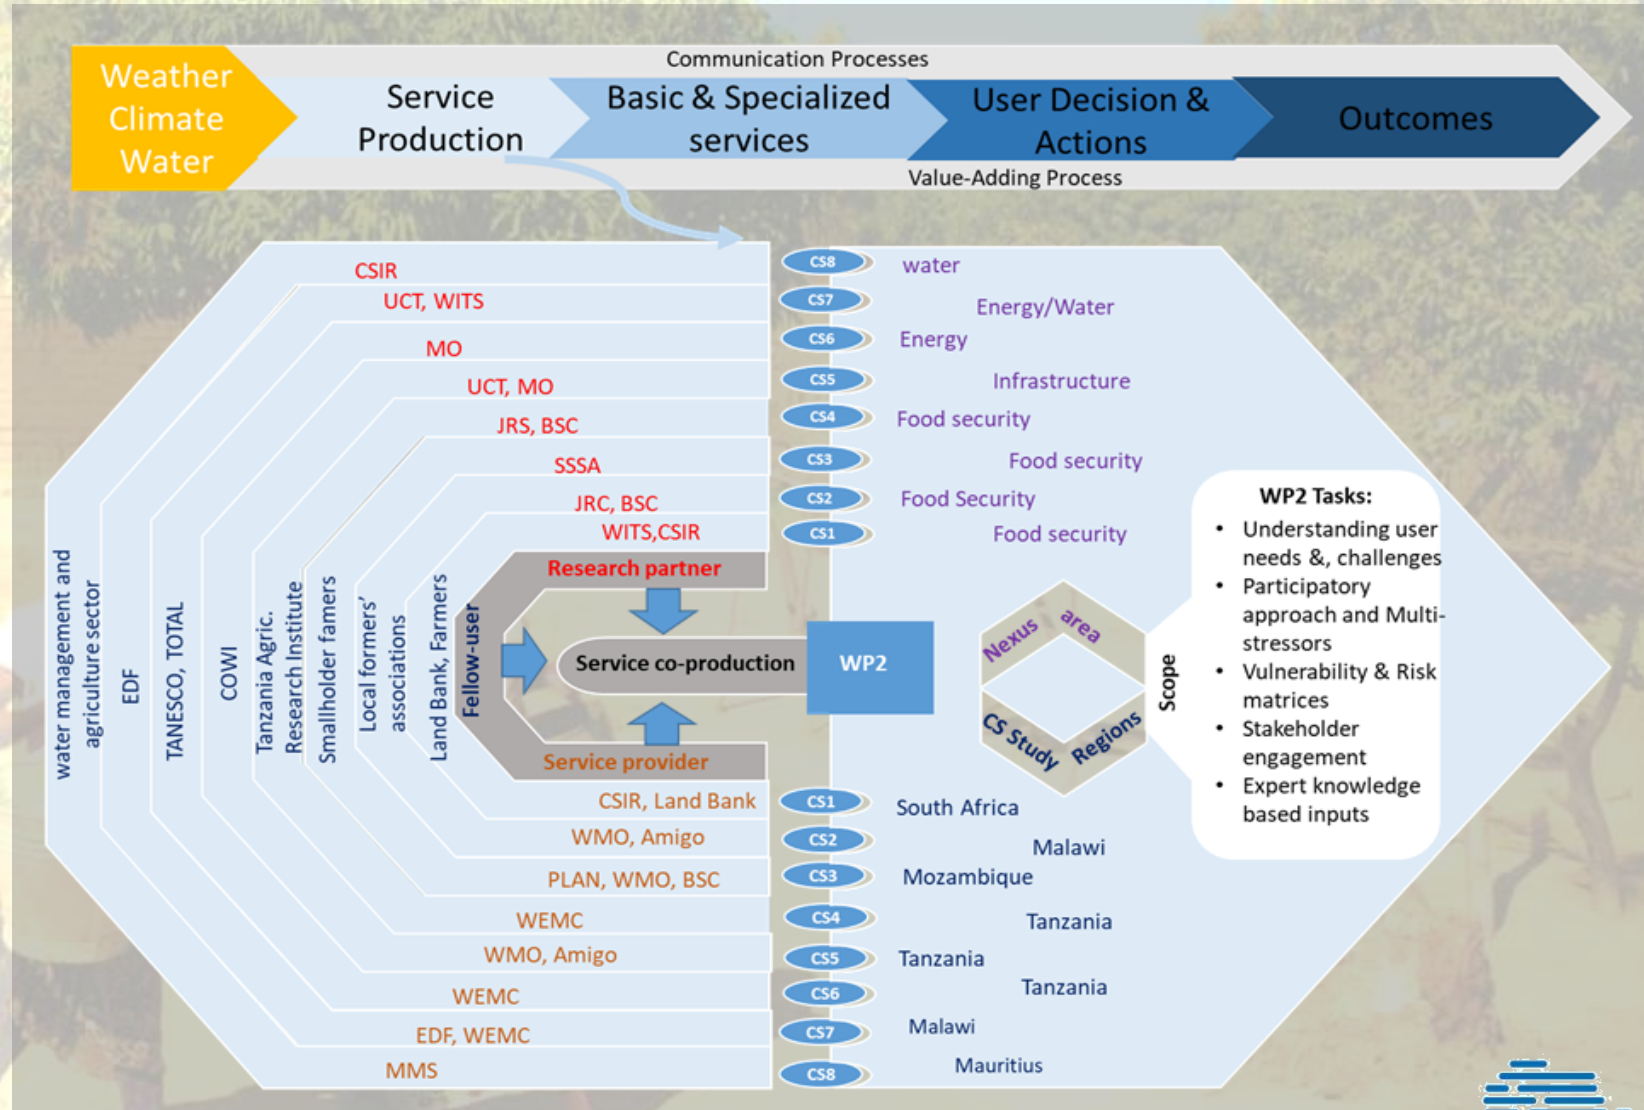 Communication Processes
Weather
Climate
Water
Service
Production
Basic & Specialized
services
User Decision &
Actions
Outcomes
Value-Adding Process
CSIR
UCT, WITS
MO
UCT, MO
JRS, BSC
SSSA
JRC, BSC
WITS,CSIR
Research partner
CS8
water
CS7
Energy/Water
CS6
Energy
CS5
Infrastructure
CS4
Food security
CS3
Food security
CS2
Food Security
CS1
Food security
water management and
agriculture sector
EDF
TANESCO, TOTAL
COWI
Tanzania Agric.
Research Institute
Smallholder famers
Local formers'
associations
Land Bank, Farmers
Fellow-user
Service co-production
WP2
Nexus area
CS Study Regions
Scope
WP2 Tasks:
• Understanding user
needs &, challenges
• Participatory
approach and Multi-
stressors
• Vulnerability & Risk
matrices
• Stakeholder
engagement
• Expert knowledge
based inputs
Service provider
CSIR, Land Bank
WMO, Amigo
PLAN, WMO, BSC
WEMC
WMO, Amigo
WEMC
EDF, WEMC
MMS
CS1
South Africa
CS2
Malawi
CS3
Mozambique
CS4
Tanzania
CS5
Tanzania
CS6
Tanzania
CS7
Malawi
CS8
Mauritius